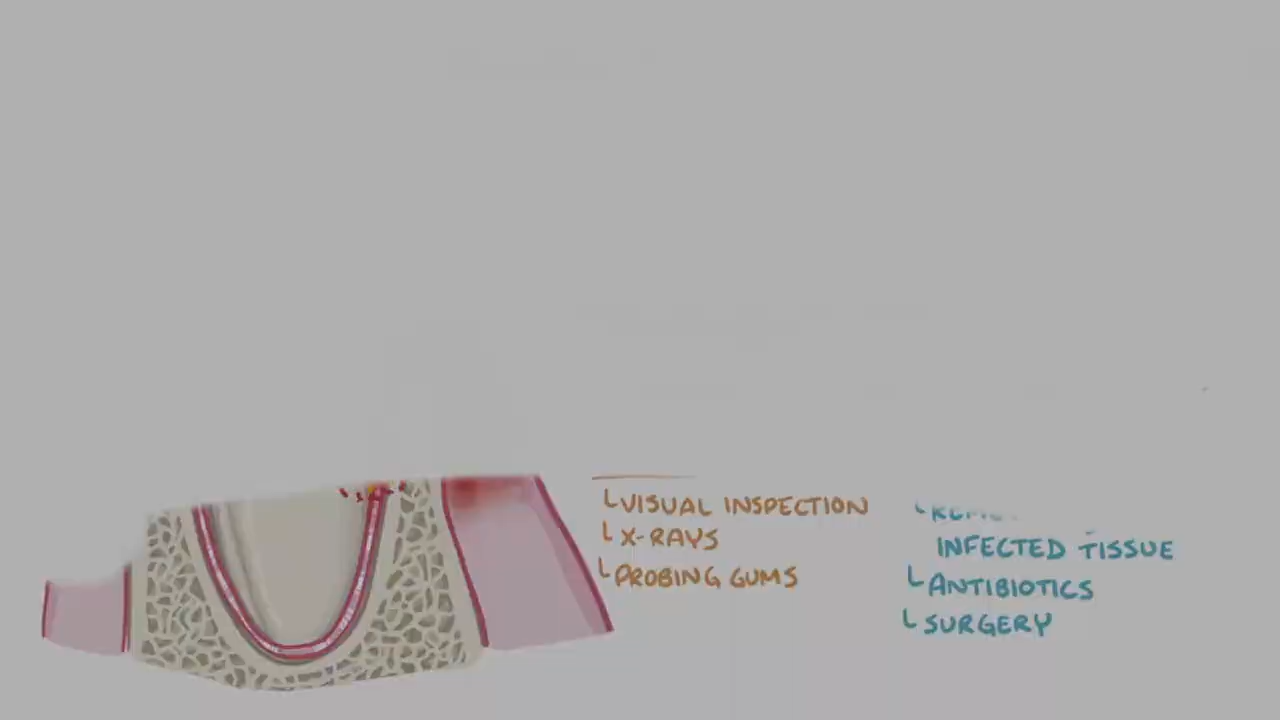 VISUAL INSPECTION
X-RAYS
PROBING GUMS
INFECTED TISSUE
ANTIBIOTICS
SURGERY